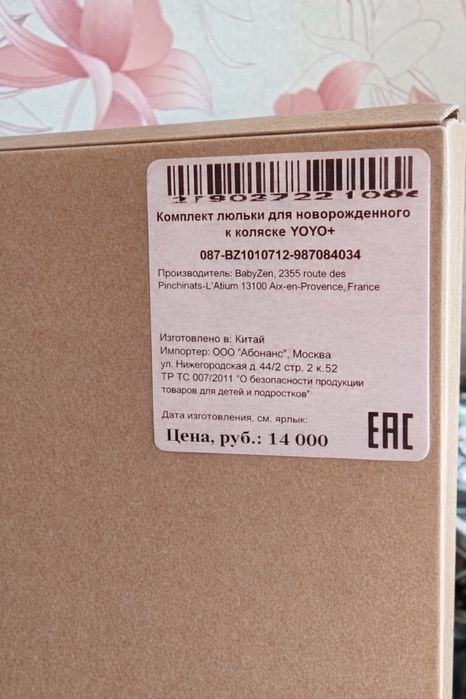 Комплект люльки для новорожденного
к коляске YOYO+
087-BZ1010712-987084034
Производитель: BabyZen, 2355 route des
Pinchinats-L'Atium 13100 Aix-en-Provence, France
Изготовлено в: Китай
Импортер: ООО "Абонанс", Москва
ул. Нижегородская д.44/2 стр. 2 к.52
ТР ТС 007/2011 "О безопасности продукции
товаров для детей и подростков"
Дата изготовления, см. ярлык:
Цена, руб.: 14 000
EAC